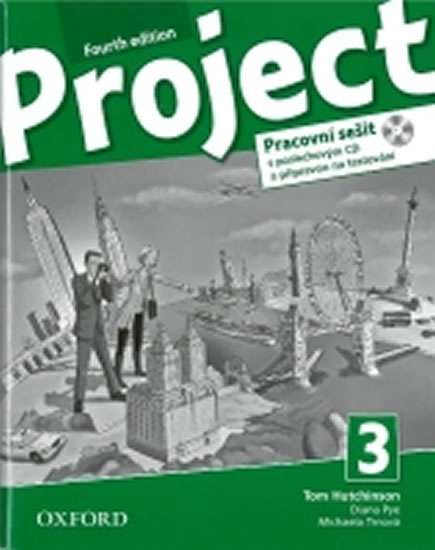 Fourth edition
Project
Pracovní sešit
s poslechovým CD
a přípravou na testování
3
Tom Hutchinson
Diana Pye
Michaela Trnová
OXFORD